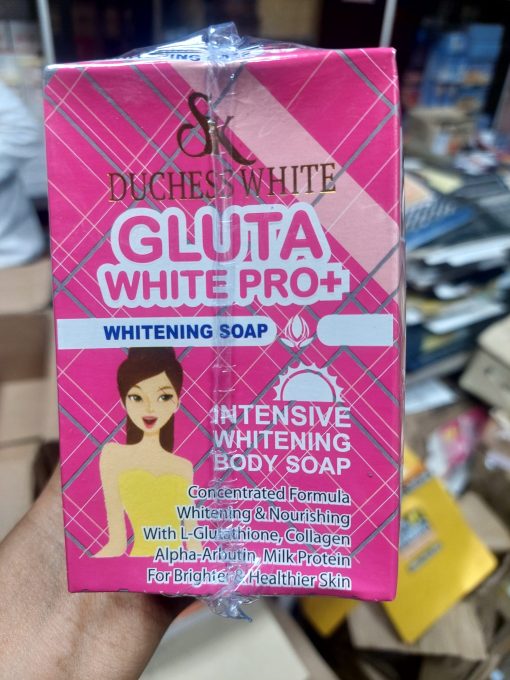 SK
DUCHESS WHITE
GLUTA
WHITE PRO+
WHITENING SOAP
INTENSIVE
WHITENING
BODY SOAP
Concentrated Formula
Whitening & Nourishing
With L-Glutathione, Collagen
Alpha-Arbutin, Milk Protein
For Brighter & Healthier Skin